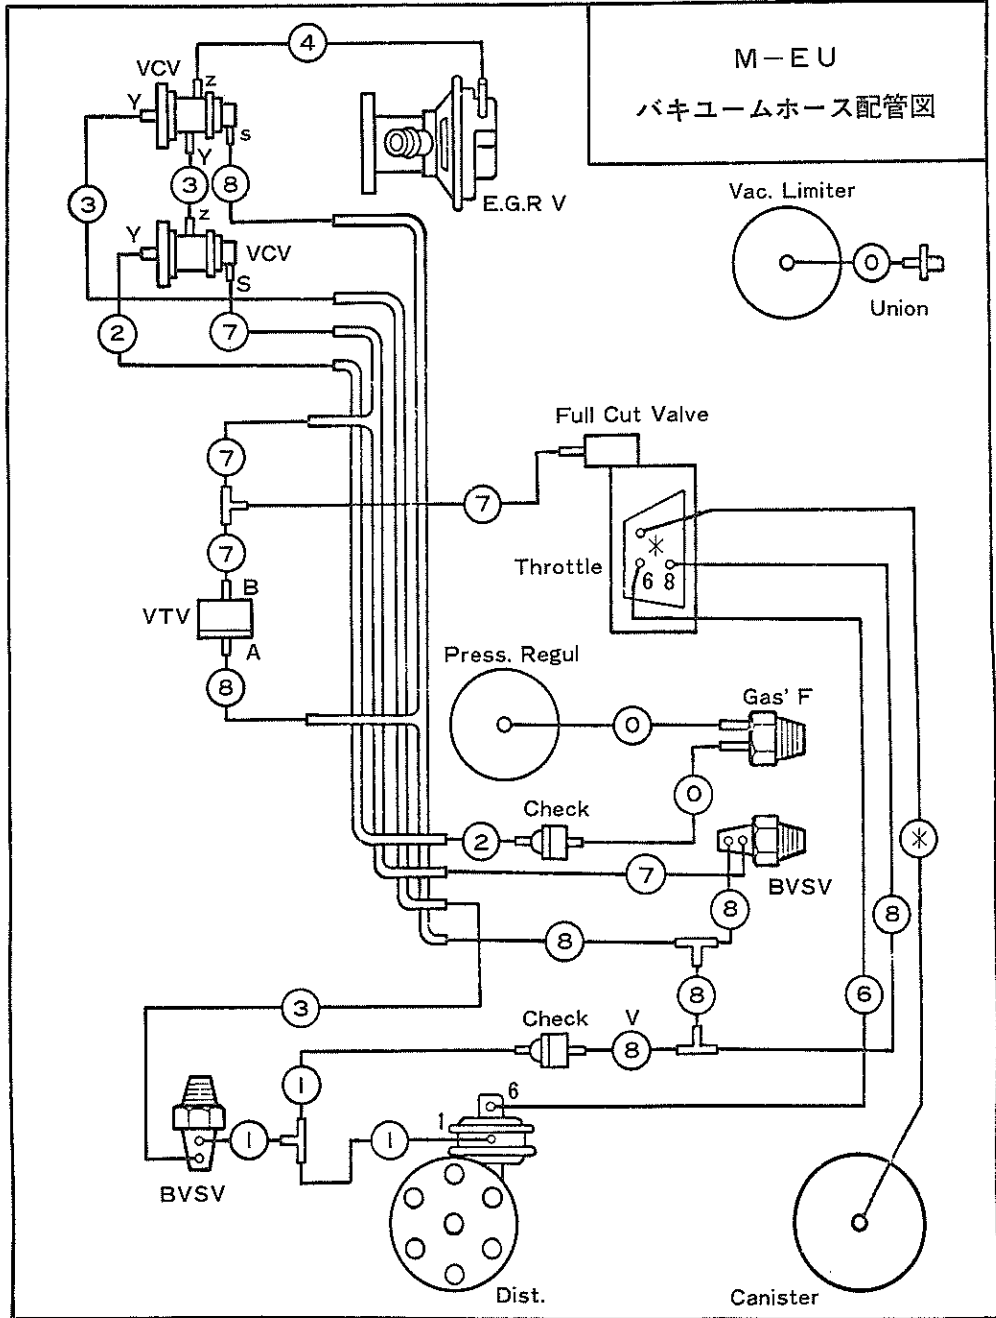 M-EU
バキユームホース配管図
4
VCV
Z
Y
S
Y
3
3
8
E.G.R V
Vac. Limiter
0
Union
Z
Y
VCV
S
2
7
Full Cut Valve
7
7
Throttle
*
6 8
7
B
VTV
A
8
Press. Regul
Gas' F
0
0
Check
2
*
BVSV
7
8
8
8
6
8
3
Check
V
8
1
6
1
1
1
BVSV
Dist.
Canister